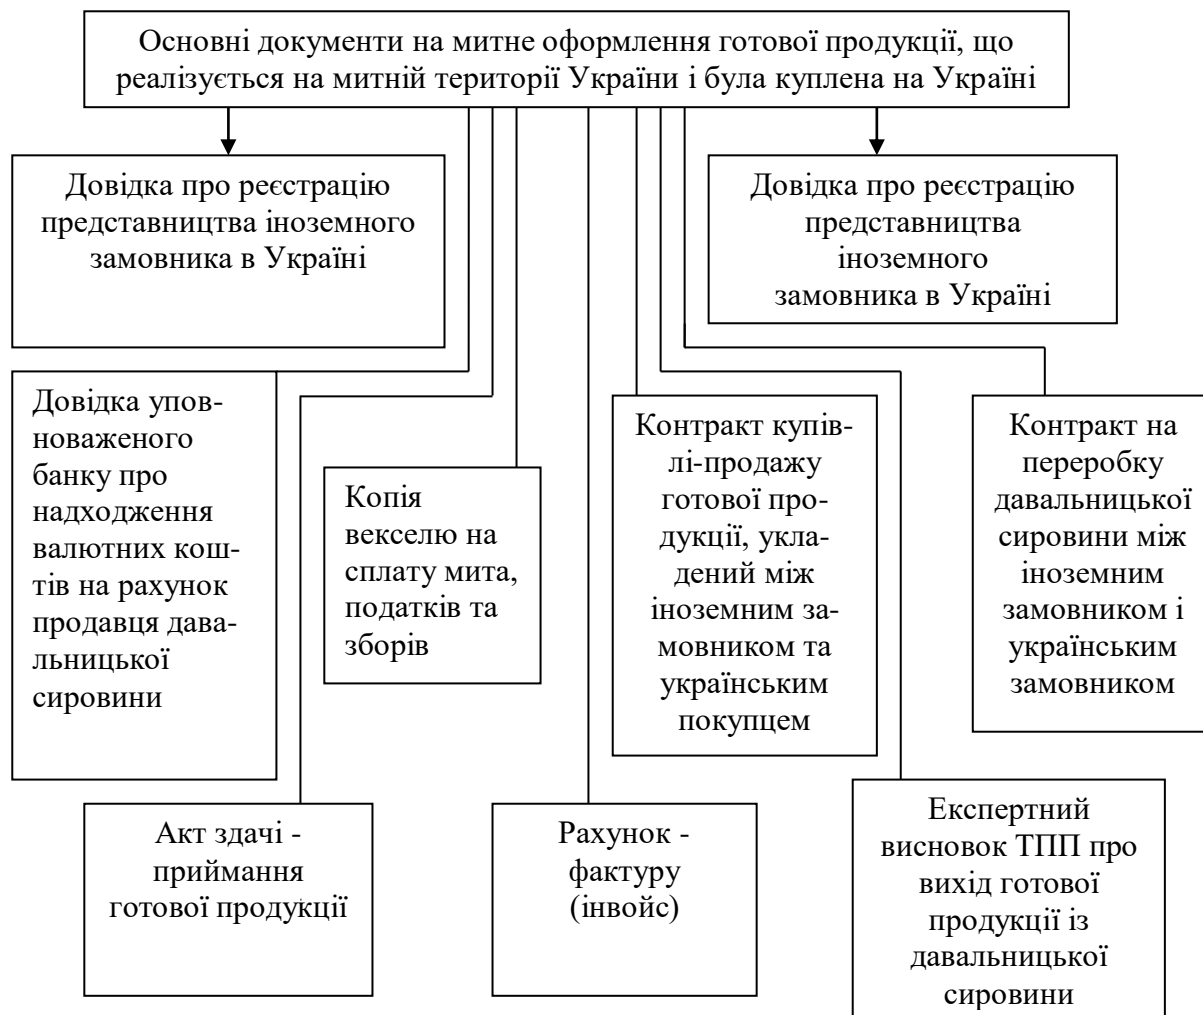 Основні документи на митне оформлення готової продукції, що
реалізується на митній території України і була куплена на Україні
Довідка про реєстрацію
представництва іноземного
замовника в Україні
Довідка про реєстрацію
представництва
іноземного
замовника в Україні
Довідка упов-
новаженого
банку про
надходження
валютних кош-
тів на рахунок
продавця дава-
льницької
сировини
Копія
векселю на
сплату мита,
податків та
зборів
Контракт купів-
лі-продажу
готової про-
дукції, укла-
дений між
іноземним за-
мовником та
українським
покупцем
Контракт на
переробку
давальницької
сировини між
іноземним
замовником і
українським
замовником
Акт здачі -
приймання
готової продукції
Рахунок -
фактуру
(інвойс)
Експертний
висновок ТПП про
вихід готової
продукції із
давальницької
сировини